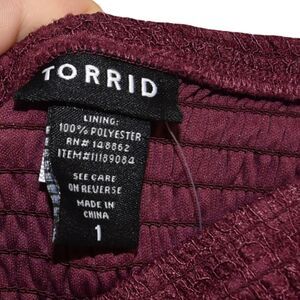 TORRID
LINING:
100% POLYESTER
RN# 148862
ITEM#11189084
SEE CARE
ON REVERSE
MADE IN
CHINA
1